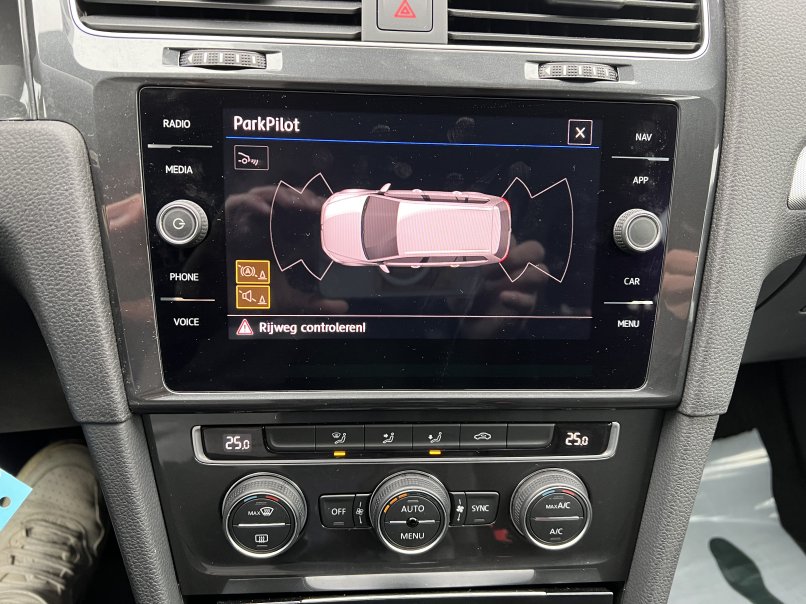 RADIO
MEDIA
PHONE
VOICE
ParkPilot
Rijweg controleren!
NAV
APP
CAR
MENU
25.0
25.0
MAX
OFF
AUTO
MENU
SYNC
MAX A/C
A/C